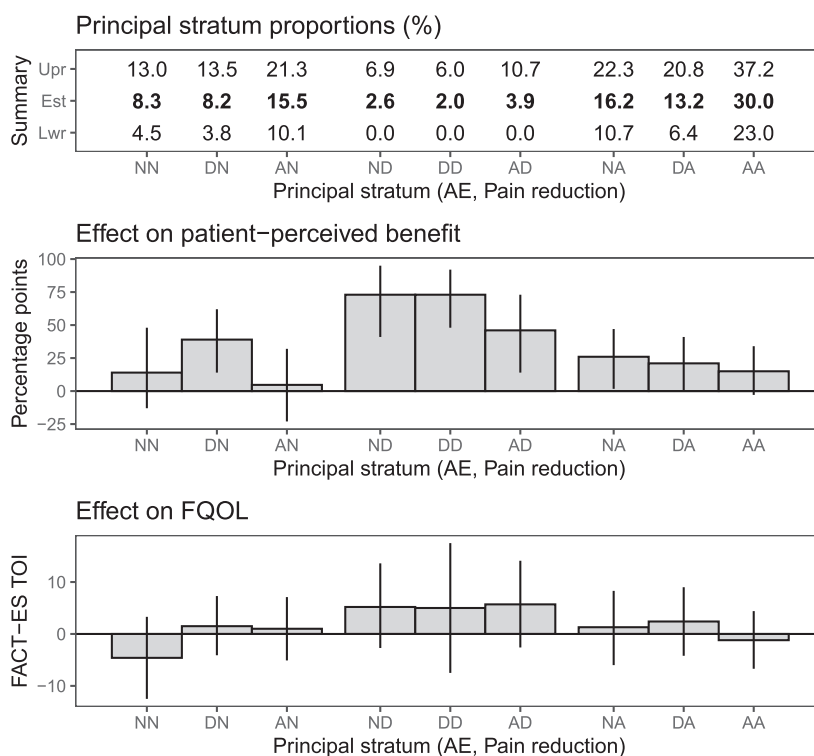 Principal stratum proportions (%)
Summary
Upr 13.0 13.5 21.3 6.9 6.0 10.7 22.3 20.8 37.2
Est 8.3 8.2 15.5 2.6 2.0 3.9 16.2 13.2 30.0
Lwr 4.5 3.8 10.1 0.0 0.0 0.0 10.7 6.4 23.0
NN DN AN ND DD AD NA DA AA
Principal stratum (AE, Pain reduction)
Effect on patient−perceived benefit
Percentage points
100
75
50
25
0
−25
NN DN AN ND DD AD NA DA AA
Principal stratum (AE, Pain reduction)
Effect on FQOL
FACT−ES TOI
10
0
−10
NN DN AN ND DD AD NA DA AA
Principal stratum (AE, Pain reduction)